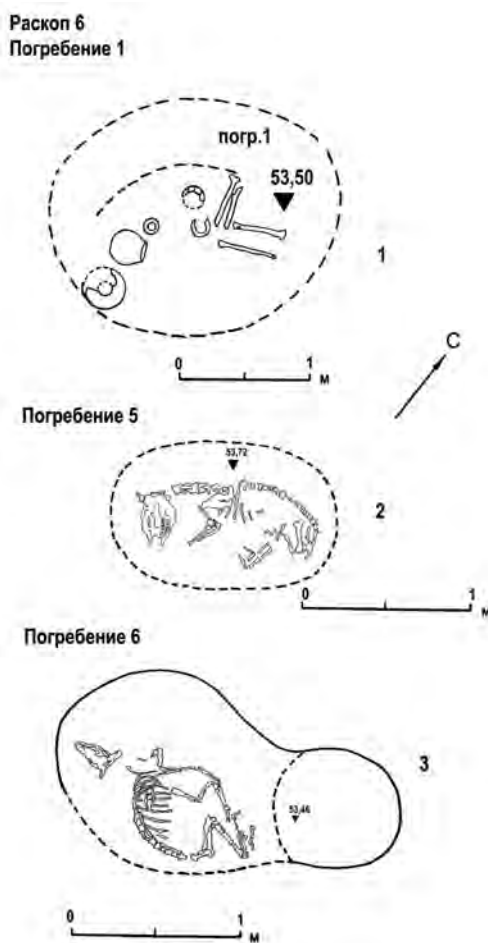 Раскоп 6
Погребение 1
погр.1
53,50
1
0 1
м
С
Погребение 5
53,72
2
0 1
м
Погребение 6
3
53,46
0 1
м